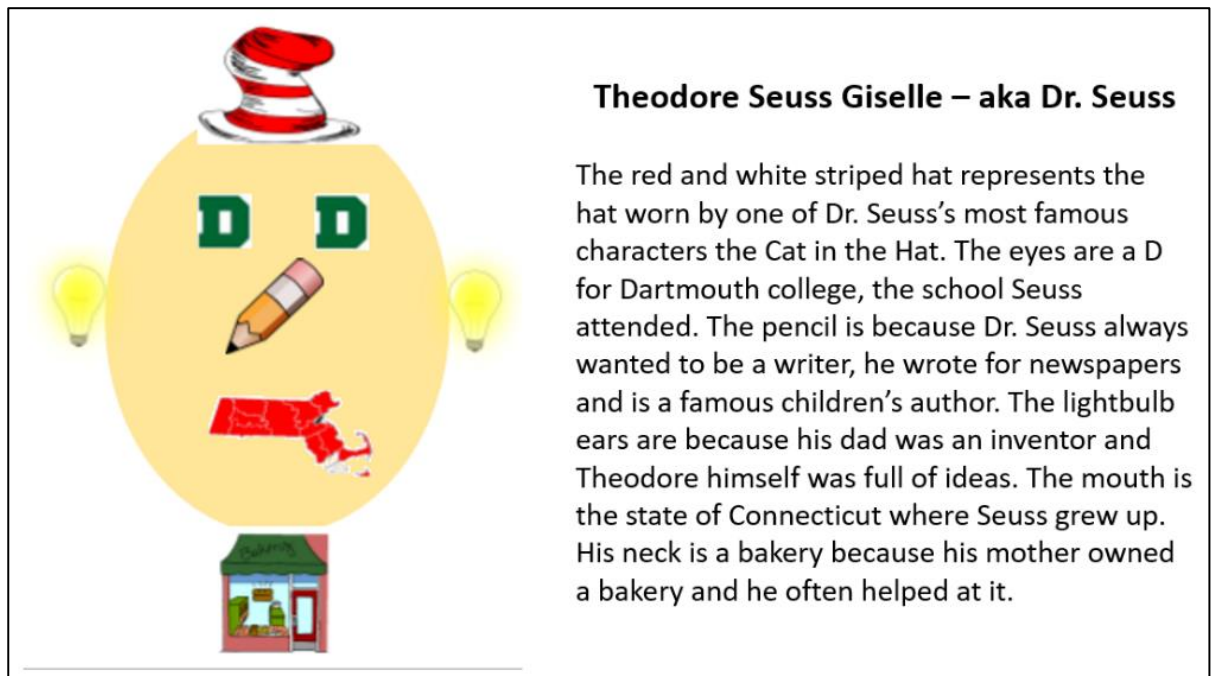 Theodore Seuss Giselle – aka Dr. Seuss
The red and white striped hat represents the
hat worn by one of Dr. Seuss’s most famous
characters the Cat in the Hat. The eyes are a D
for Dartmouth college, the school Seuss
attended. The pencil is because Dr. Seuss always
wanted to be a writer, he wrote for newspapers
and is a famous children’s author. The lightbulb
ears are because his dad was an inventor and
Theodore himself was full of ideas. The mouth is
the state of Connecticut where Seuss grew up.
His neck is a bakery because his mother owned
a bakery and he often helped at it.
D D
Bakery